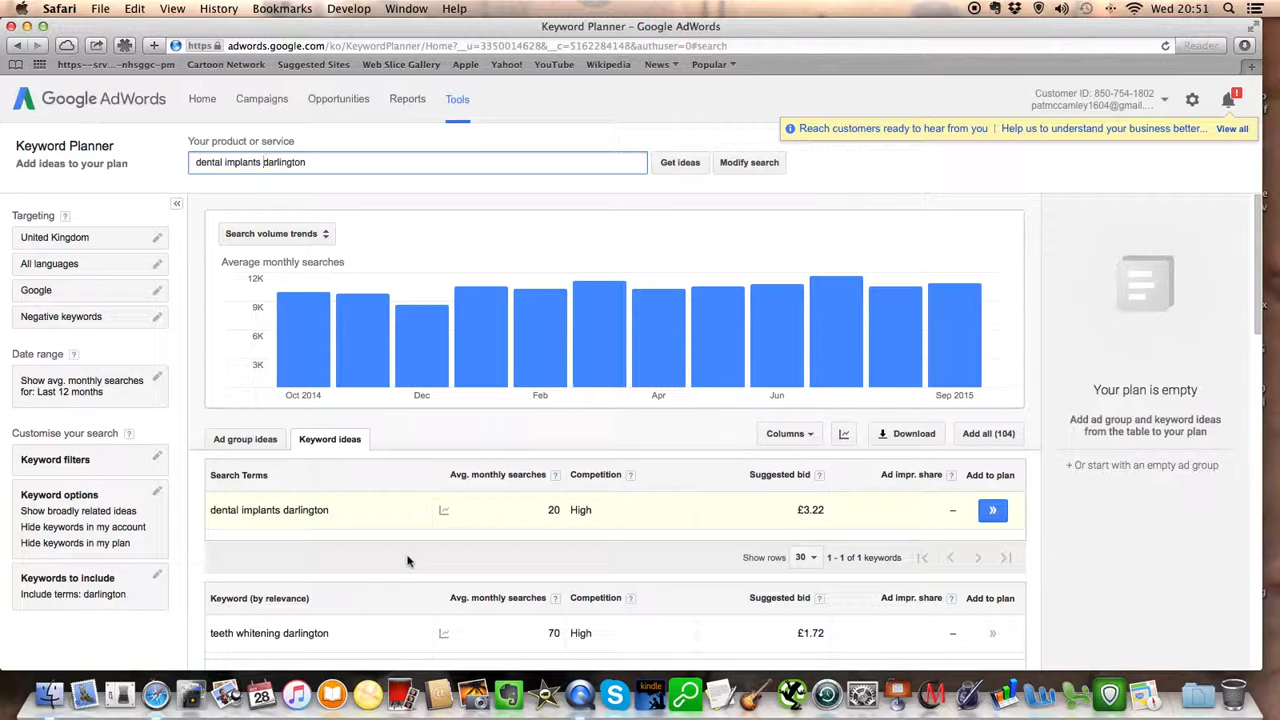 Safari File Edit View History Bookmarks Develop Window Help Wed 20:51
Keyword Planner – Google AdWords
https adwords.google.com/ko/KeywordPlanner/Home?__u=3350014628&__c=5162284148&authuser=0#search Reader
https--srv...-nhsggc-pm Cartoon Network Suggested Sites Web Slice Gallery Apple Yahoo! YouTube Wikipedia News Popular
Google AdWords Home Campaigns Opportunities Reports Tools
Customer ID: 850-754-1802
patmccamley1604@gmail....
!
Reach customers ready to hear from you | Help us to understand your business better... View all
Keyword Planner
Add ideas to your plan
Your product or service
dental implants darlington Get ideas Modify search
Targeting ?
United Kingdom
All languages
Google
Negative keywords
Date range ?
Show avg. monthly searches
for: Last 12 months
Customise your search ?
Keyword filters
Keyword options
Show broadly related ideas
Hide keywords in my account
Hide keywords in my plan
Keywords to include
Include terms: darlington
Search volume trends
Average monthly searches
12K
9K
6K
3K
Oct 2014 Dec Feb Apr Jun Sep 2015
Ad group ideas Keyword ideas Columns Download Add all (104)
Search Terms Avg. monthly searches ? Competition ? Suggested bid ? Ad impr. share ? Add to plan
dental implants darlington 20 High £3.22 – »
Show rows 30 1 - 1 of 1 keywords
Keyword (by relevance) Avg. monthly searches ? Competition ? Suggested bid ? Ad impr. share ? Add to plan
teeth whitening darlington 70 High £1.72 – »
Your plan is empty
Add ad group and keyword ideas
from the table to your plan
+ Or start with an empty ad group
28
kindle